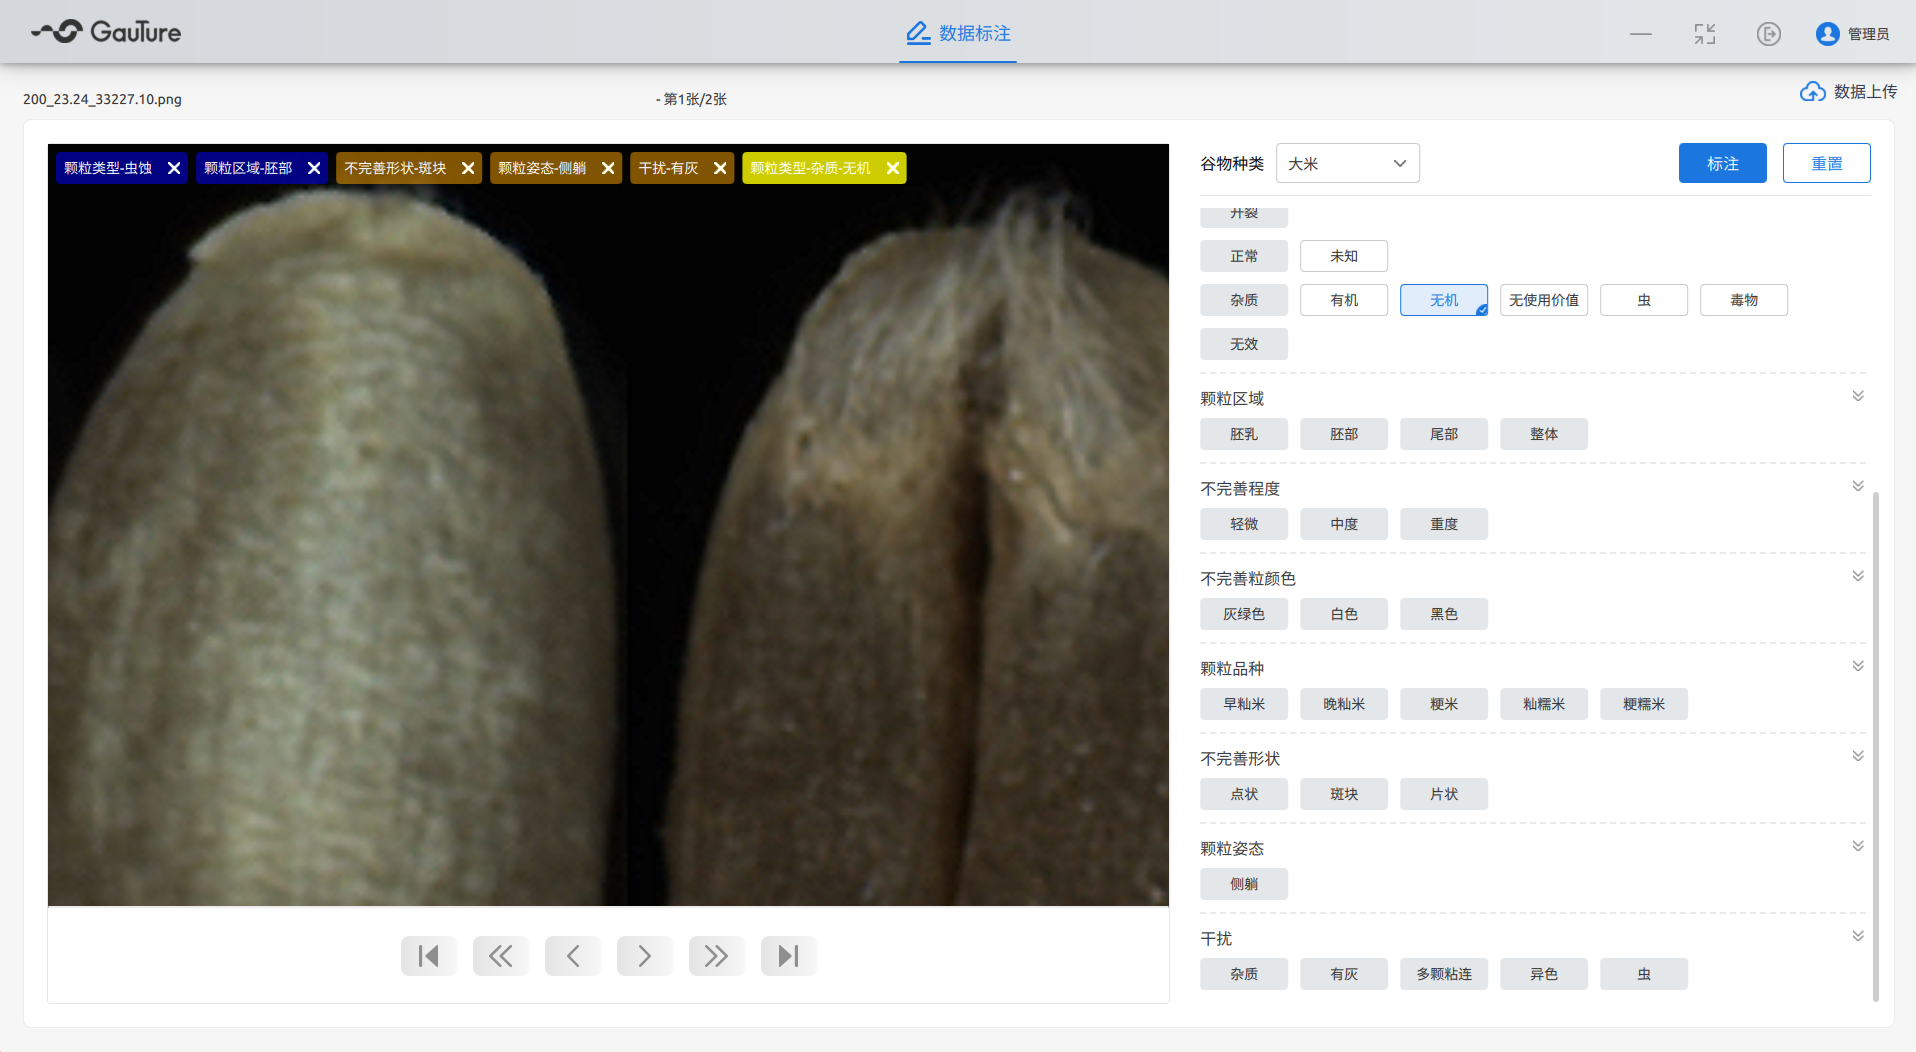 GauTure
数据标注
管理员
200_23.24_33227.10.png
- 第1张/2张
数据上传
颗粒类型-虫蚀 颗粒区域-胚部 不完善形状-斑块 颗粒姿态-侧躺 干扰-有灰 颗粒类型-杂质-无机
谷物种类 大米 标注 重置
开裂
正常 未知
杂质 有机 无机 无使用价值 虫 毒物
无效
颗粒区域
胚乳 胚部 尾部 整体
不完善程度
轻微 中度 重度
不完善粒颜色
灰绿色 白色 黑色
颗粒品种
早籼米 晚籼米 粳米 籼糯米 粳糯米
不完善形状
点状 斑块 片状
颗粒姿态
侧躺
干扰
杂质 有灰 多颗粘连 异色 虫